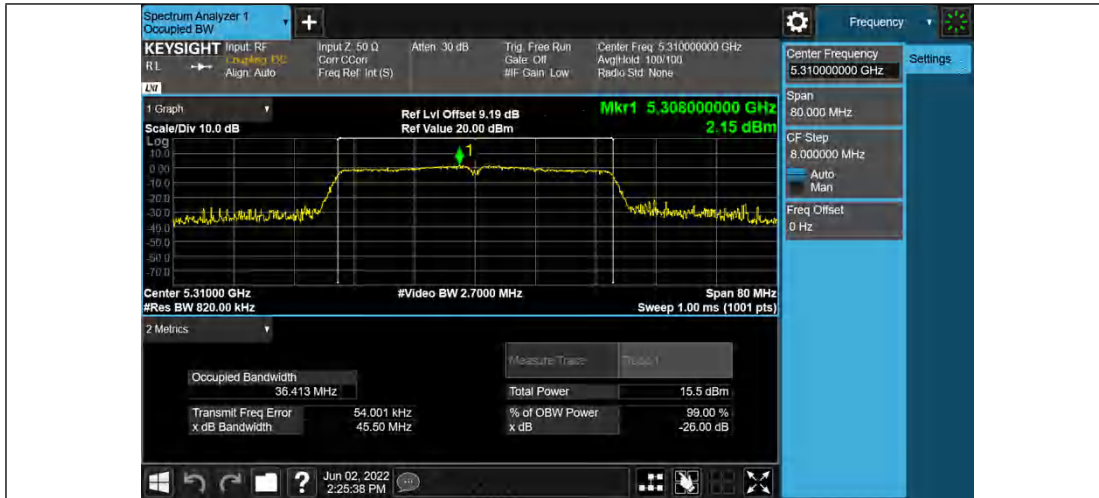 Spectrum Analyzer 1
Occupied BW
+
Frequency
KEYSIGHT
Input: RF
Coupling: DC
Align: Auto
Input Z: 50 Ω
Corr CCorr
Freq Ref: Int (S)
Atten: 30 dB
Trig: Free Run
Gate: Off
#IF Gain: Low
Center Freq: 5.310000000 GHz
Avg|Hold: 100/100
Radio Std: None
RL
LXI
Center Frequency
5.310000000 GHz
Settings
Span
80.000 MHz
CF Step
8.000000 MHz
Auto
Man
Freq Offset
0 Hz
1 Graph
Scale/Div 10.0 dB
Ref Lvl Offset 9.19 dB
Ref Value 20.00 dBm
Mkr1 5.308000000 GHz
2.15 dBm
Log
10.0
0.00
-10.0
-20.0
-30.0
-40.0
-50.0
-60.0
-70.0
1
Center 5.31000 GHz
#Res BW 820.00 kHz
#Video BW 2.7000 MHz
Span 80 MHz
Sweep 1.00 ms (1001 pts)
2 Metrics
Measure Trace
Trace 1
Occupied Bandwidth
36.413 MHz
Total Power 15.5 dBm
Transmit Freq Error 54.001 kHz
% of OBW Power 99.00 %
x dB Bandwidth 45.50 MHz
x dB -26.00 dB
?
Jun 02, 2022
2:25:38 PM